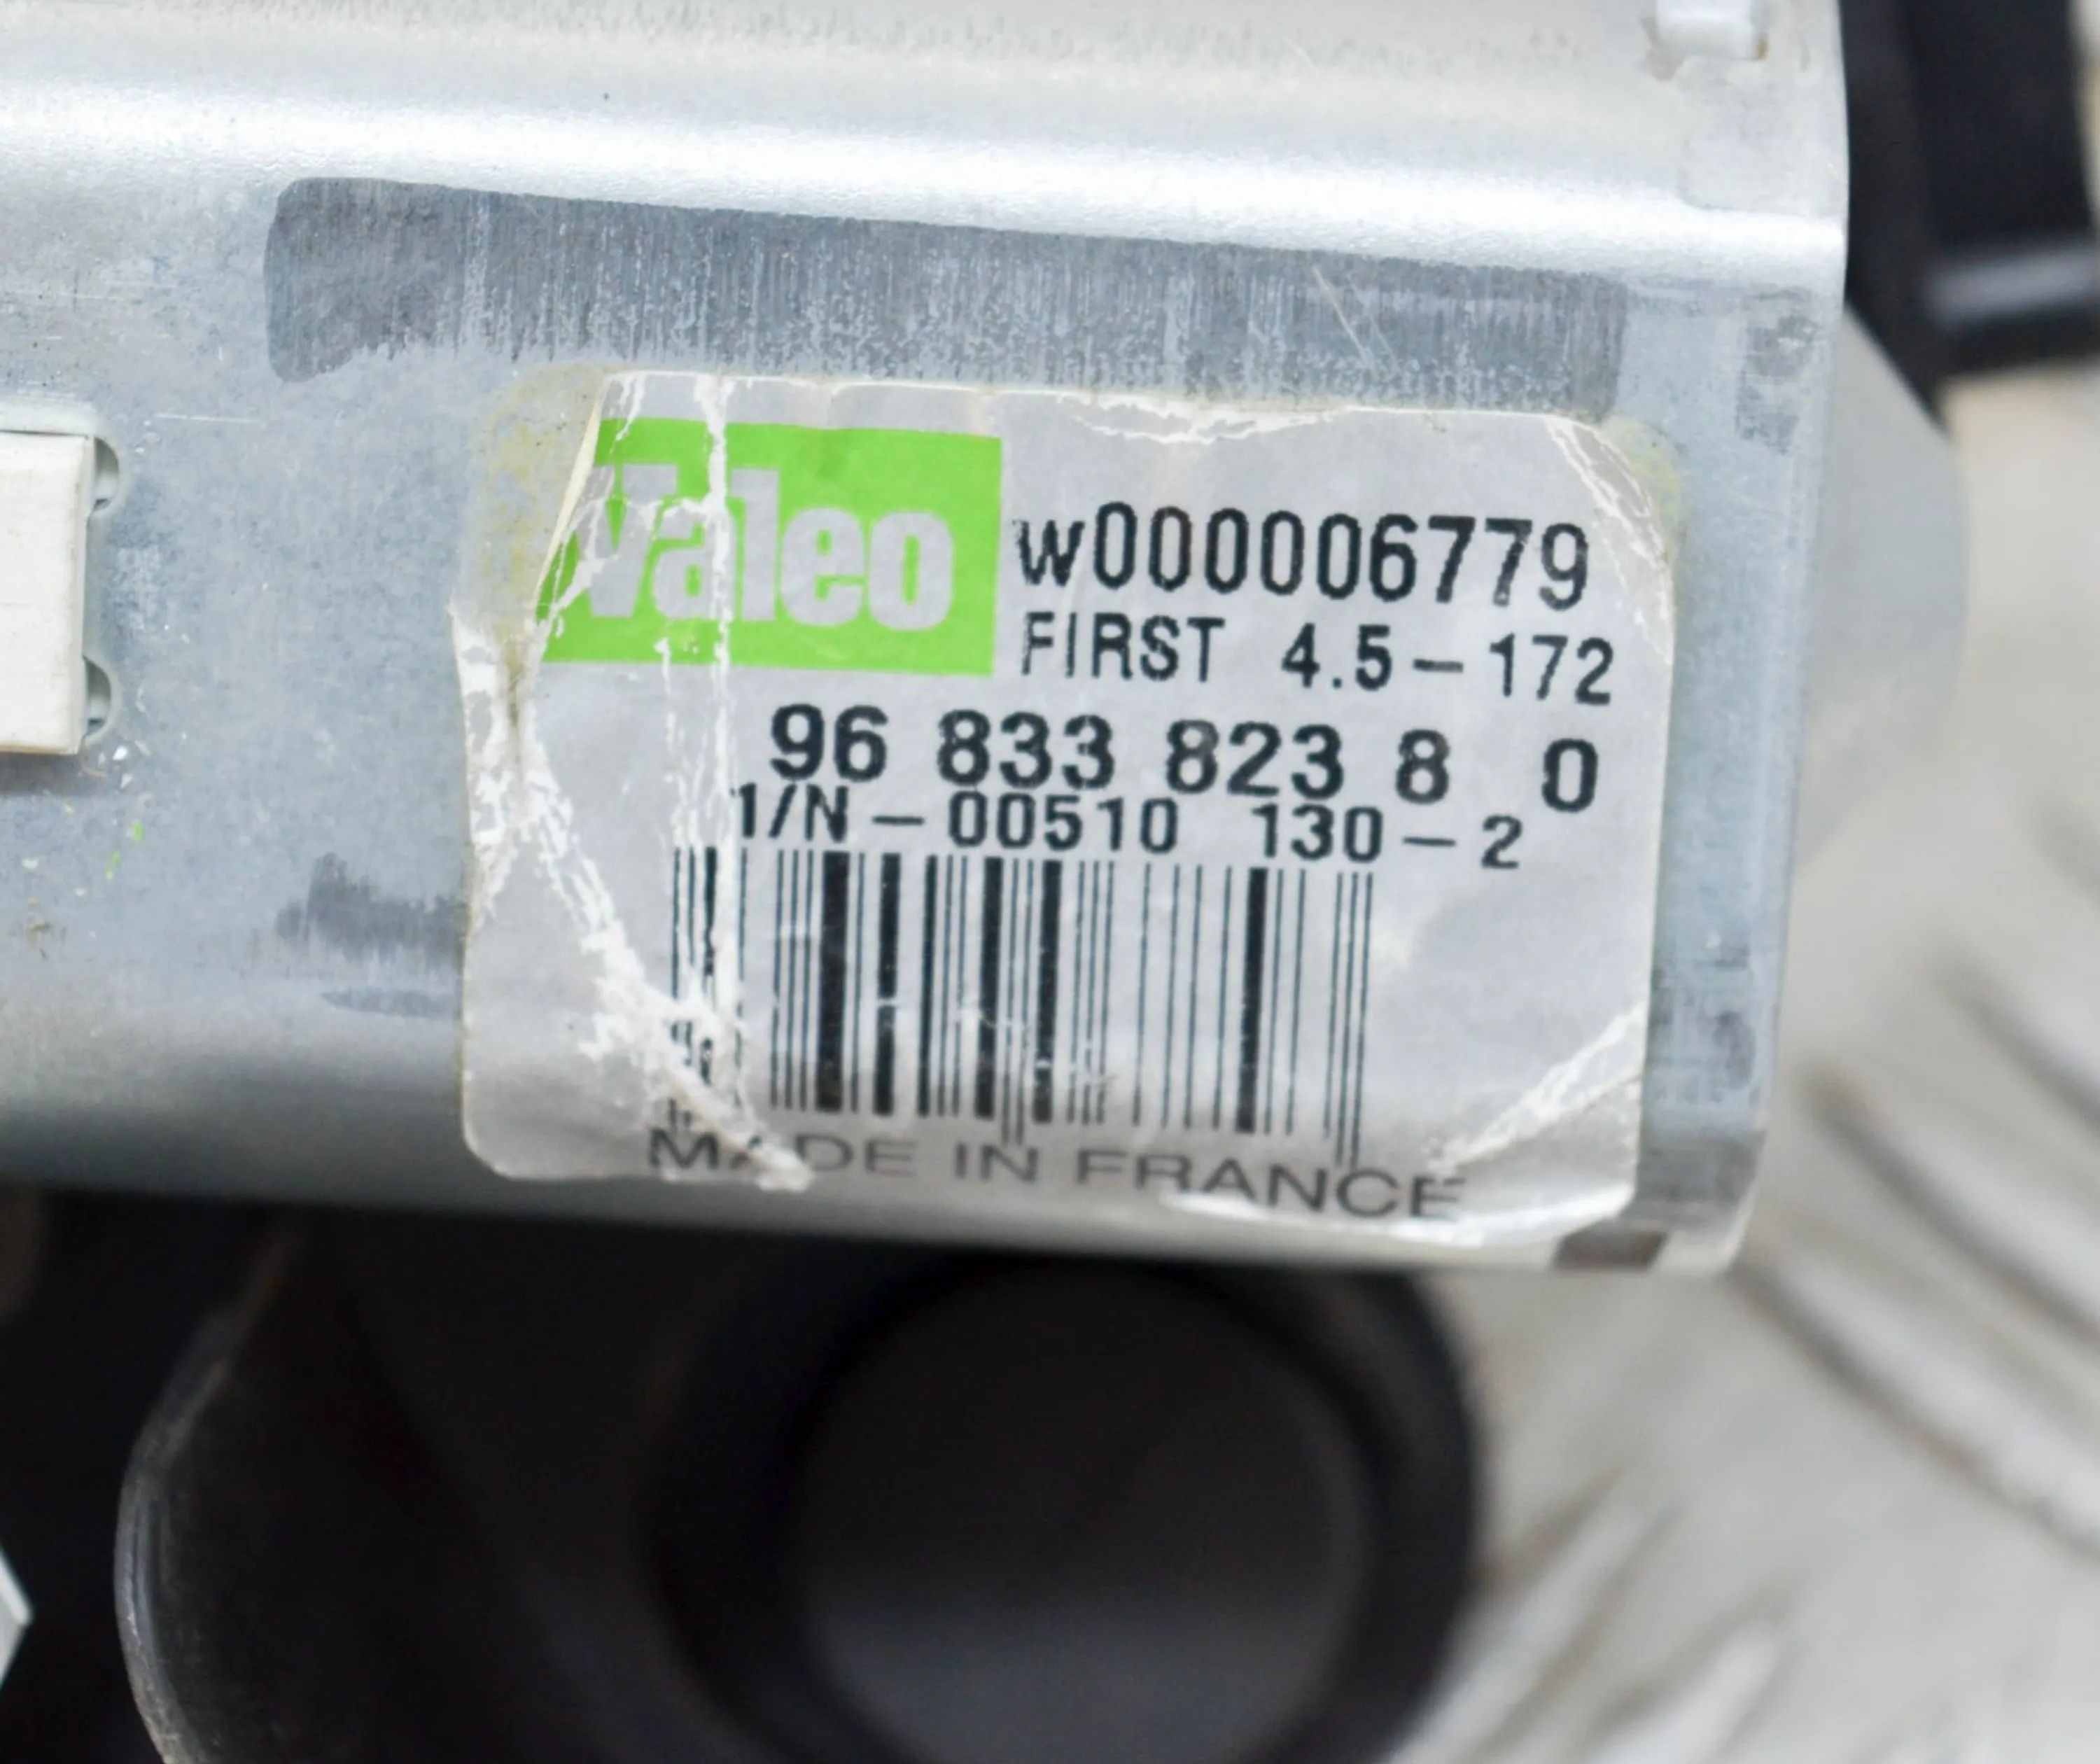 Valeo
w000006779
FIRST 4.5-172
96 833 823 8 0
1/N-00510 130-2
MADE IN FRANCE